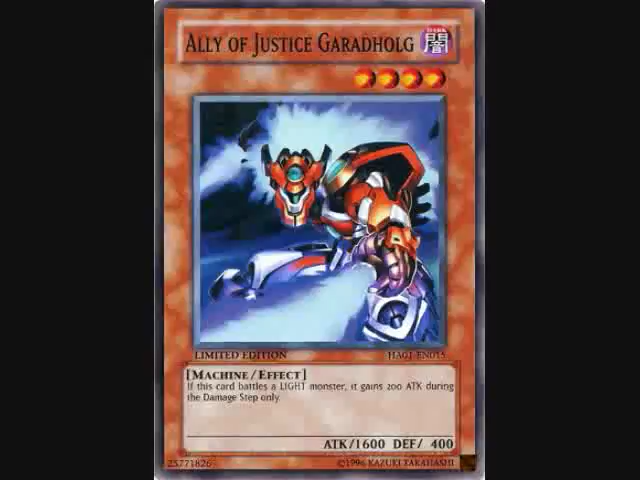 ALLY OF JUSTICE GARADHOLG
DARK
闇
LIMITED EDITION HA01-EN015
[MACHINE/EFFECT]
If this card battles a LIGHT monster, it gains 200 ATK during
the Damage Step only.
ATK/1600 DEF/ 400
25771826 ©1996 KAZUKI TAKAHASHI